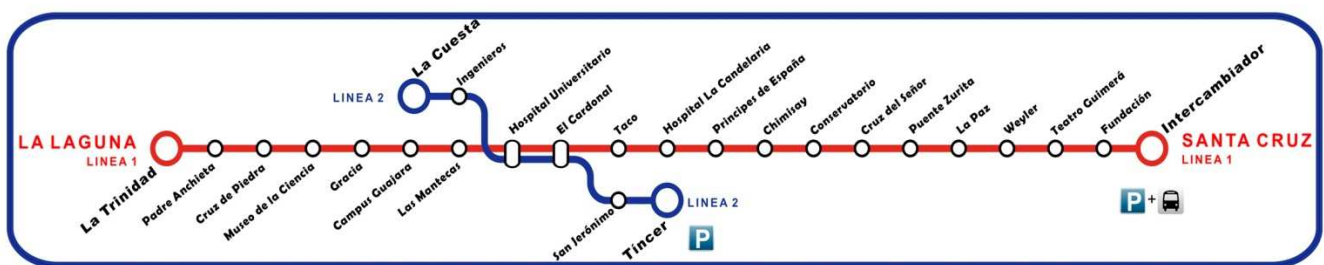 La Cuesta
Ingenieros
LINEA 2
Hospital Universitario
El Cardonal
Taco
Hospital La Candelaria
Principes de España
Chimisay
Conservatorio
Cruz del Señor
Puente Zurita
La Paz
Weyler
Teatro Guimerá
Fundación
Intercambiador
LA LAGUNA
LINEA 1
SANTA CRUZ
LINEA 1
La Trinidad
Padre Anchieta
Cruz de Piedra
Museo de la Ciencia
Gracia
Campus Guajara
Las Mantecas
San Jerónimo
Tíncer
LINEA 2
P
P +